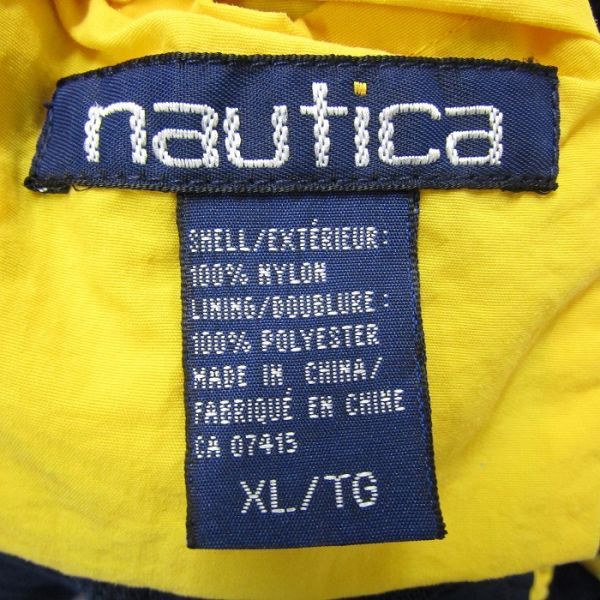 nautica
SHELL/EXTÉRIEUR:
100% NYLON
LINING/DOUBLURE:
100% POLYESTER
MADE IN CHINA/
FABRIQUÉ EN CHINE
CA 07415
XL/TG